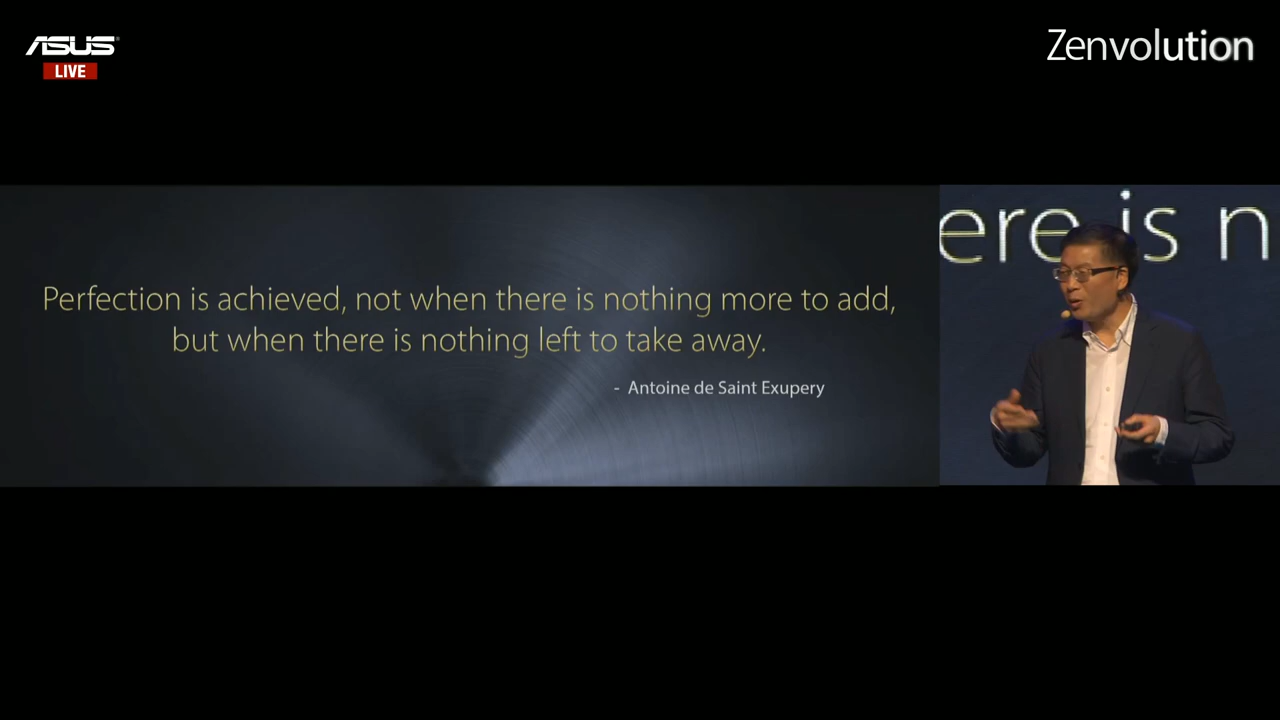 ASUS
LIVE
Zenvolution
Perfection is achieved, not when there is nothing more to add,
but when there is nothing left to take away.
- Antoine de Saint Exupery
ere is n